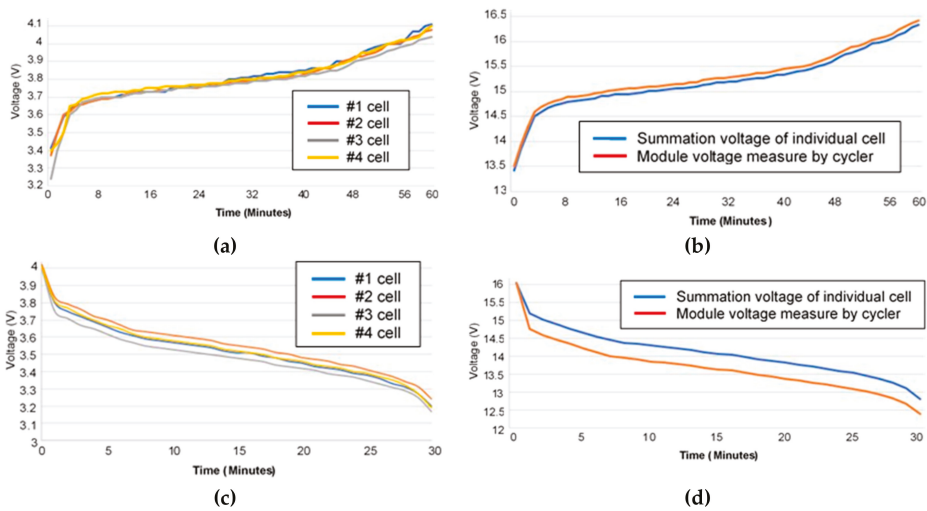 4.1
4
3.9
3.8
3.7
3.6
3.5
3.4
3.3
3.2
Voltage (V)
0 8 16 24 32 40 48 56 60
Time (Minutes)
#1 cell
#2 cell
#3 cell
#4 cell
(a)
16.5
16
15.5
15
14.5
14
13.5
13
Voltage (V)
0 8 16 24 32 40 48 56 60
Time (Minutes)
Summation voltage of individual cell
Module voltage measure by cycler
(b)
4
3.9
3.8
3.7
3.6
3.5
3.4
3.3
3.2
3
Voltage (V)
0 5 10 15 20 25 30
Time (Minutes)
#1 cell
#2 cell
#3 cell
#4 cell
(c)
16
15.5
15
14.5
14
13.5
13
12.5
12
Voltage (V)
0 5 10 15 20 25 30
Time (Minutes)
Summation voltage of individual cell
Module voltage measure by cycler
(d)